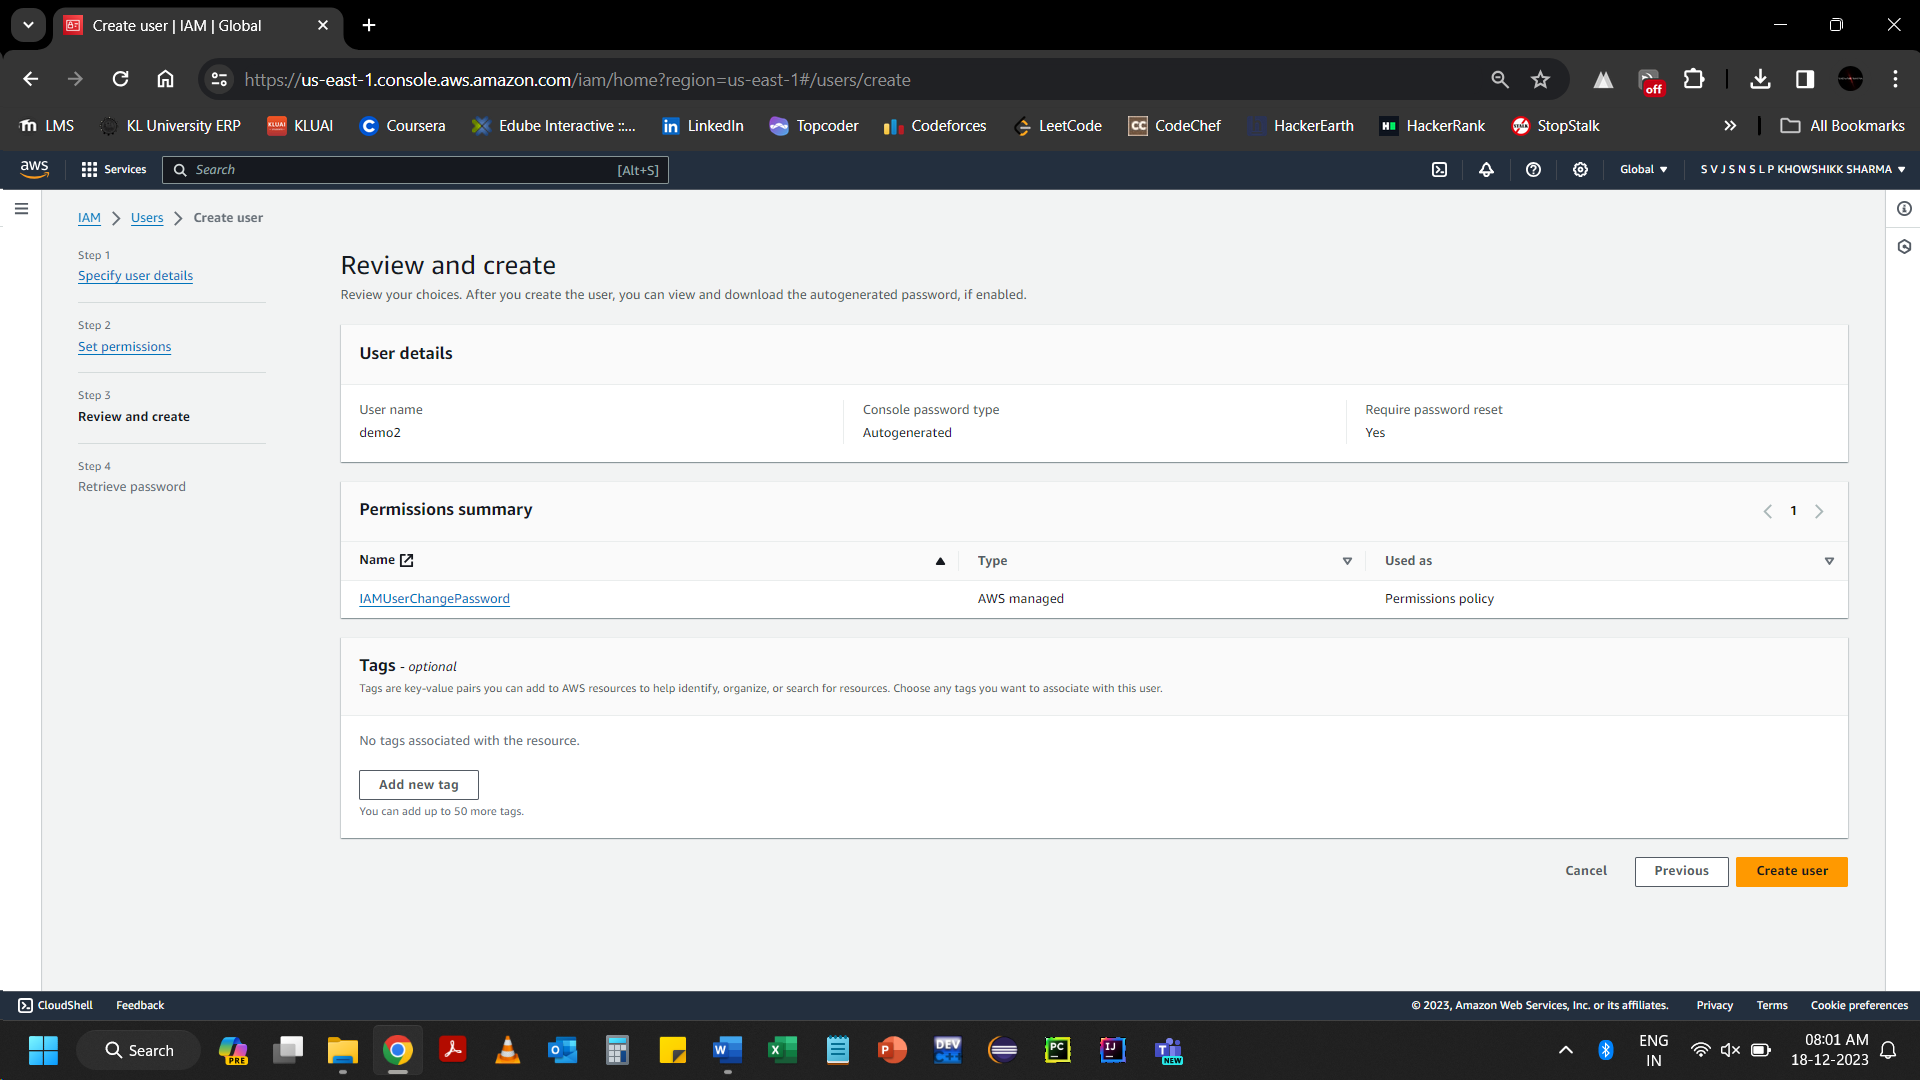 Create user | IAM | Global
https://us-east-1.console.aws.amazon.com/iam/home?region=us-east-1#/users/create
off
LMS
KL University ERP
KLUAI KLUAI
Coursera
Edube Interactive ::...
in LinkedIn
Topcoder
Codeforces
LeetCode
CC CodeChef
HackerEarth
HackerRank
StopStalk
All Bookmarks
aws
Services
Search
[Alt+S]
Global
S V J S N S L P KHOWSHIKK SHARMA
IAM
Users
Create user
Step 1
Specify user details
Step 2
Set permissions
Step 3
Review and create
Step 4
Retrieve password
Review and create
Review your choices. After you create the user, you can view and download the autogenerated password, if enabled.
User details
User name
demo2
Console password type
Autogenerated
Require password reset
Yes
Permissions summary
1
Name
Type
Used as
IAMUserChangePassword
AWS managed
Permissions policy
Tags - optional
Tags are key-value pairs you can add to AWS resources to help identify, organize, or search for resources. Choose any tags you want to associate with this user.
No tags associated with the resource.
Add new tag
You can add up to 50 more tags.
Cancel
Previous
Create user
CloudShell
Feedback
© 2023, Amazon Web Services, Inc. or its affiliates.
Privacy
Terms
Cookie preferences
Search
PRE
DEV
PC
IJ
NEW
ENG
IN
08:01 AM
18-12-2023